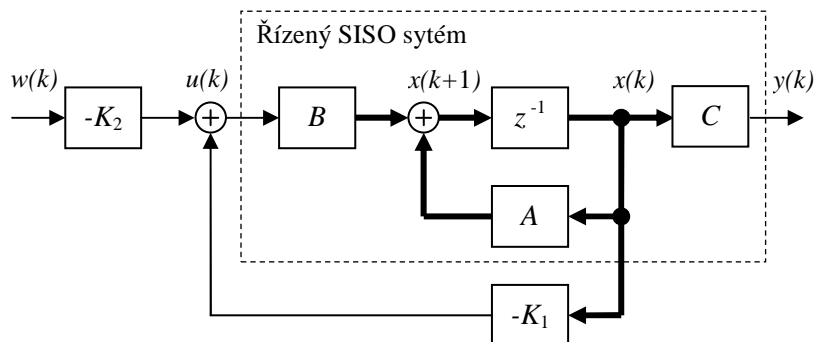 Řízený SISO sytém
w(k) u(k) x(k+1) x(k) y(k)
-K₂ + B + z⁻¹ C
A
-K₁